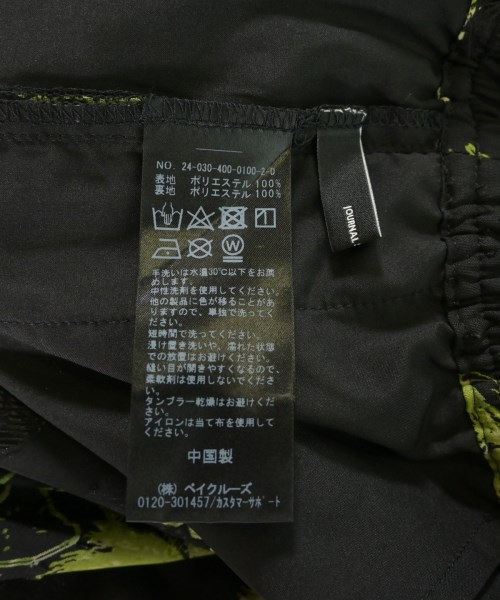 NO. 24-030-400-0100-2-0
表地 ポリエステル 100%
裏地 ポリエステル 100%
手洗いは水温30℃以下をお薦
めします。
中性洗剤を使用してください。
他の製品に色が移ることがあ
りますので、単独で洗ってく
ださい。
短時間で洗ってください。
浸け置き洗いや、濡れた状態
での放置はお避けください。
縫い目が開きやすくなるので、
柔軟剤は使用しないでくださ
い。
タンブラー乾燥はお避けくだ
さい。
アイロンは当て布を使用して
ください。
中国製
(株) ベイクルーズ
0120-301457/カスタマーサポート
JOURNAL